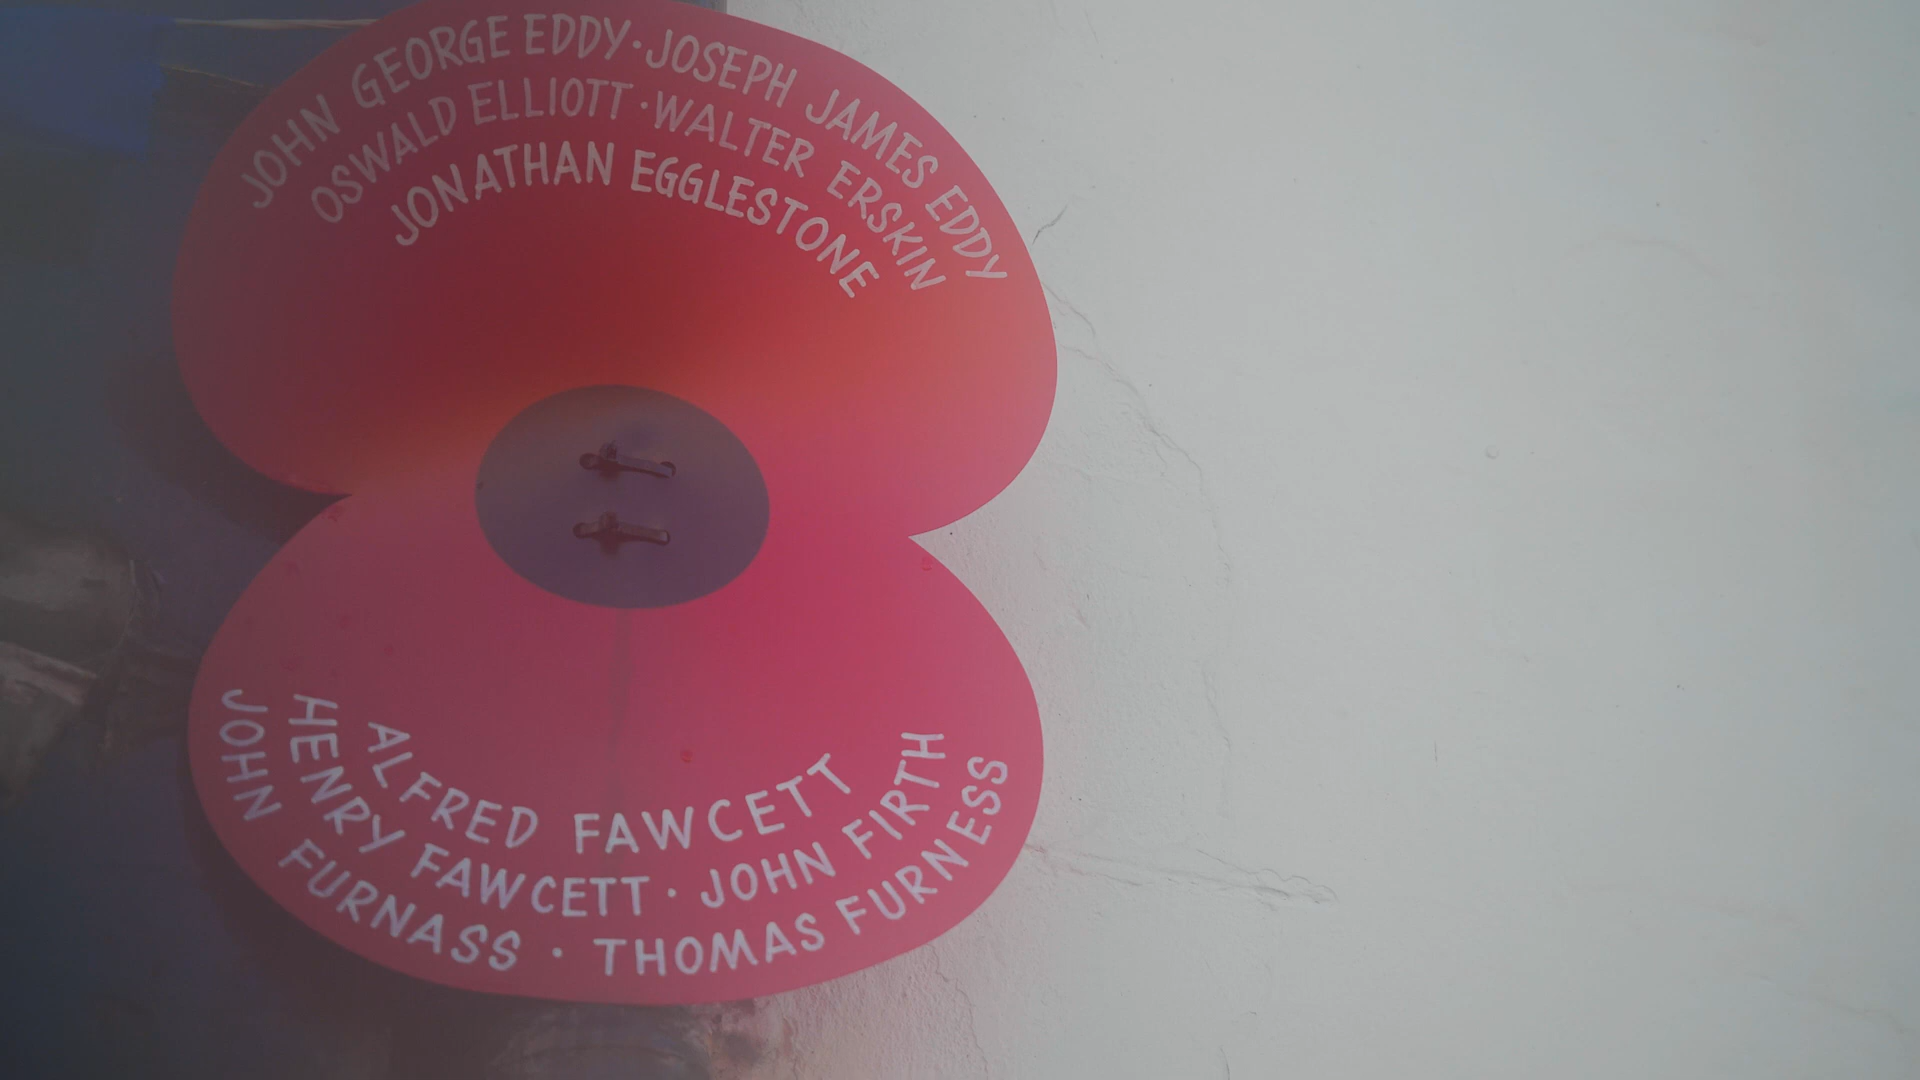 JOHN GEORGE EDDY · JOSEPH JAMES EDDY
OSWALD ELLIOTT · WALTER ERSKIN
JONATHAN EGGLESTONE
ALFRED FAWCETT
HENRY FAWCETT · JOHN FIRTH
JOHN FURNASS · THOMAS FURNESS